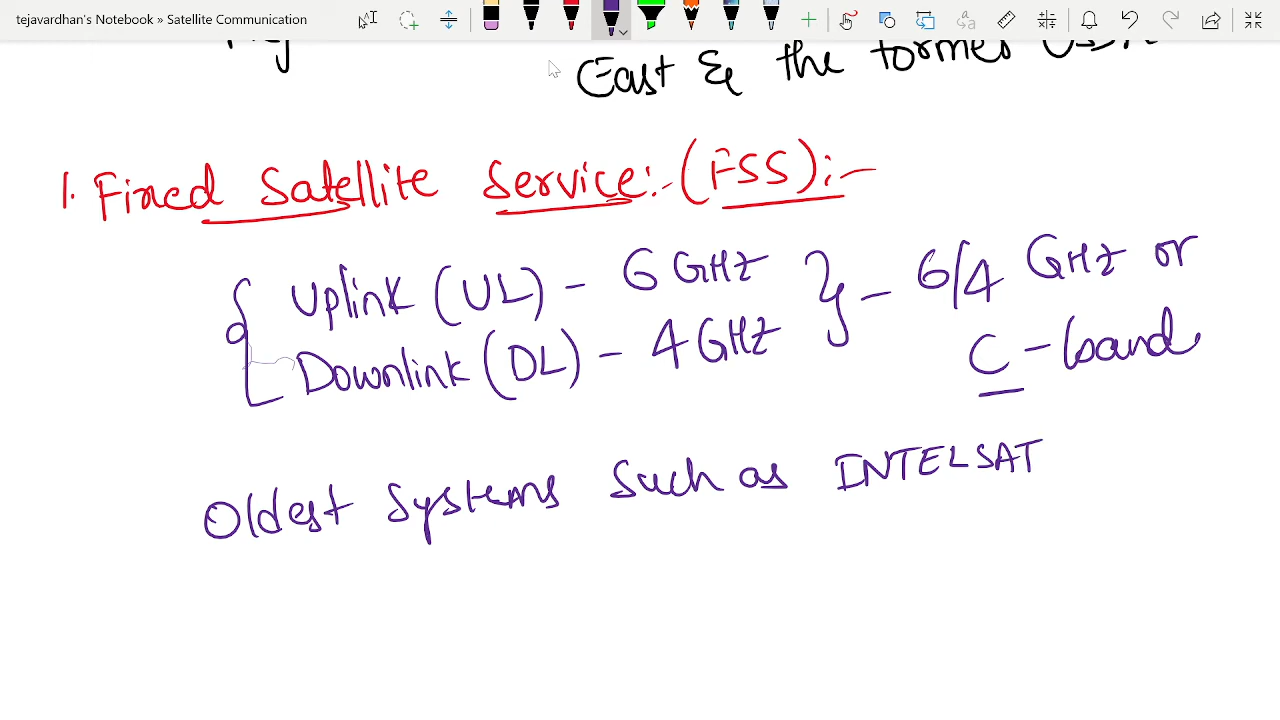 tejavardhan's Notebook » Satellite Communication
East & the former
1. Fixed Satellite Service:- (FSS):-
Uplink (UL) - 6 GHz } - 6/4 GHz or
Downlink (DL) - 4 GHz C - band
Oldest Systems Such as INTELSAT